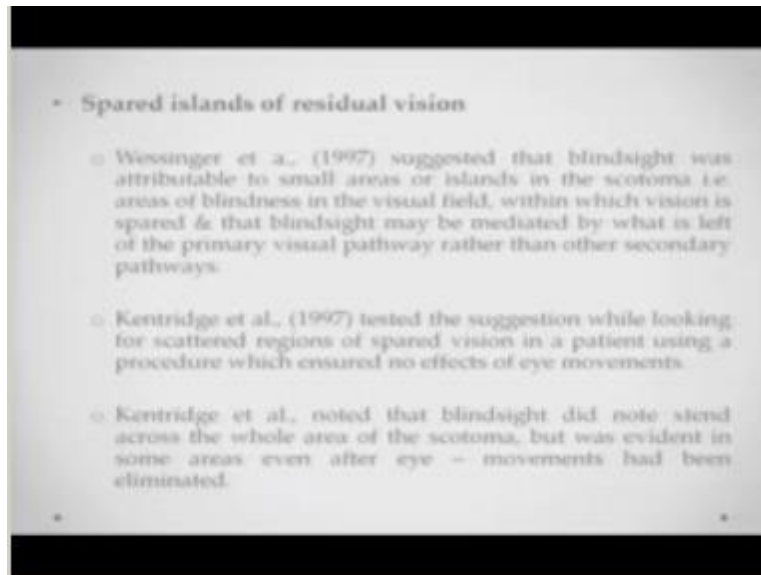 • Spared islands of residual vision
o Wessinger et a., (1997) suggested that blindsight was
attributable to small areas or islands in the scotoma i.e.
areas of blindness in the visual field, within which vision is
spared & that blindsight may be mediated by what is left
of the primary visual pathway rather than other secondary
pathways.
o Kentridge et al., (1997) tested the suggestion while looking
for scattered regions of spared vision in a patient using a
procedure which ensured no effects of eye movements.
o Kentridge et al., noted that blindsight did note stend
across the whole area of the scotoma, but was evident in
some areas even after eye – movements had been
eliminated.